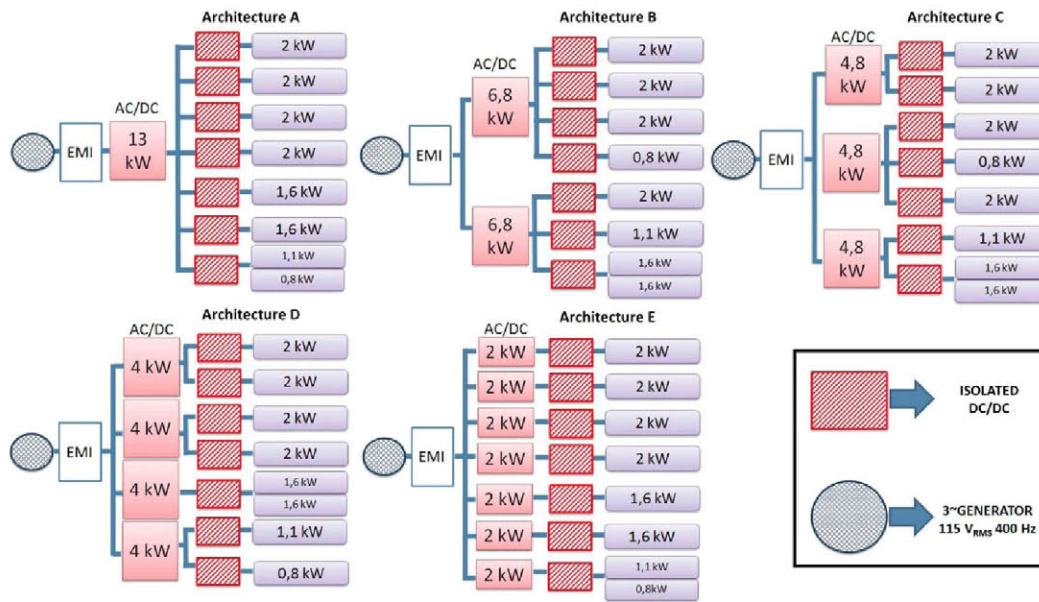 Architecture A
AC/DC
EMI
13
kW
2 kW
2 kW
2 kW
2 kW
1,6 kW
1,6 kW
1,1 kW
0,8 kW
Architecture B
AC/DC
EMI
6,8
kW
6,8
kW
2 kW
2 kW
2 kW
0,8 kW
2 kW
1,1 kW
1,6 kW
1,6 kW
Architecture C
AC/DC
EMI
4,8
kW
4,8
kW
4,8
kW
2 kW
2 kW
2 kW
0,8 kW
2 kW
1,1 kW
1,6 kW
1,6 kW
Architecture D
AC/DC
EMI
4 kW
4 kW
4 kW
4 kW
2 kW
2 kW
2 kW
2 kW
1,6 kW
1,6 kW
1,1 kW
0,8 kW
Architecture E
AC/DC
EMI
2 kW
2 kW
2 kW
2 kW
2 kW
2 kW
2 kW
2 kW
2 kW
2 kW
2 kW
1,6 kW
1,6 kW
1,1 kW
0,8kW
ISOLATED
DC/DC
3~GENERATOR
115 VRMS 400 Hz